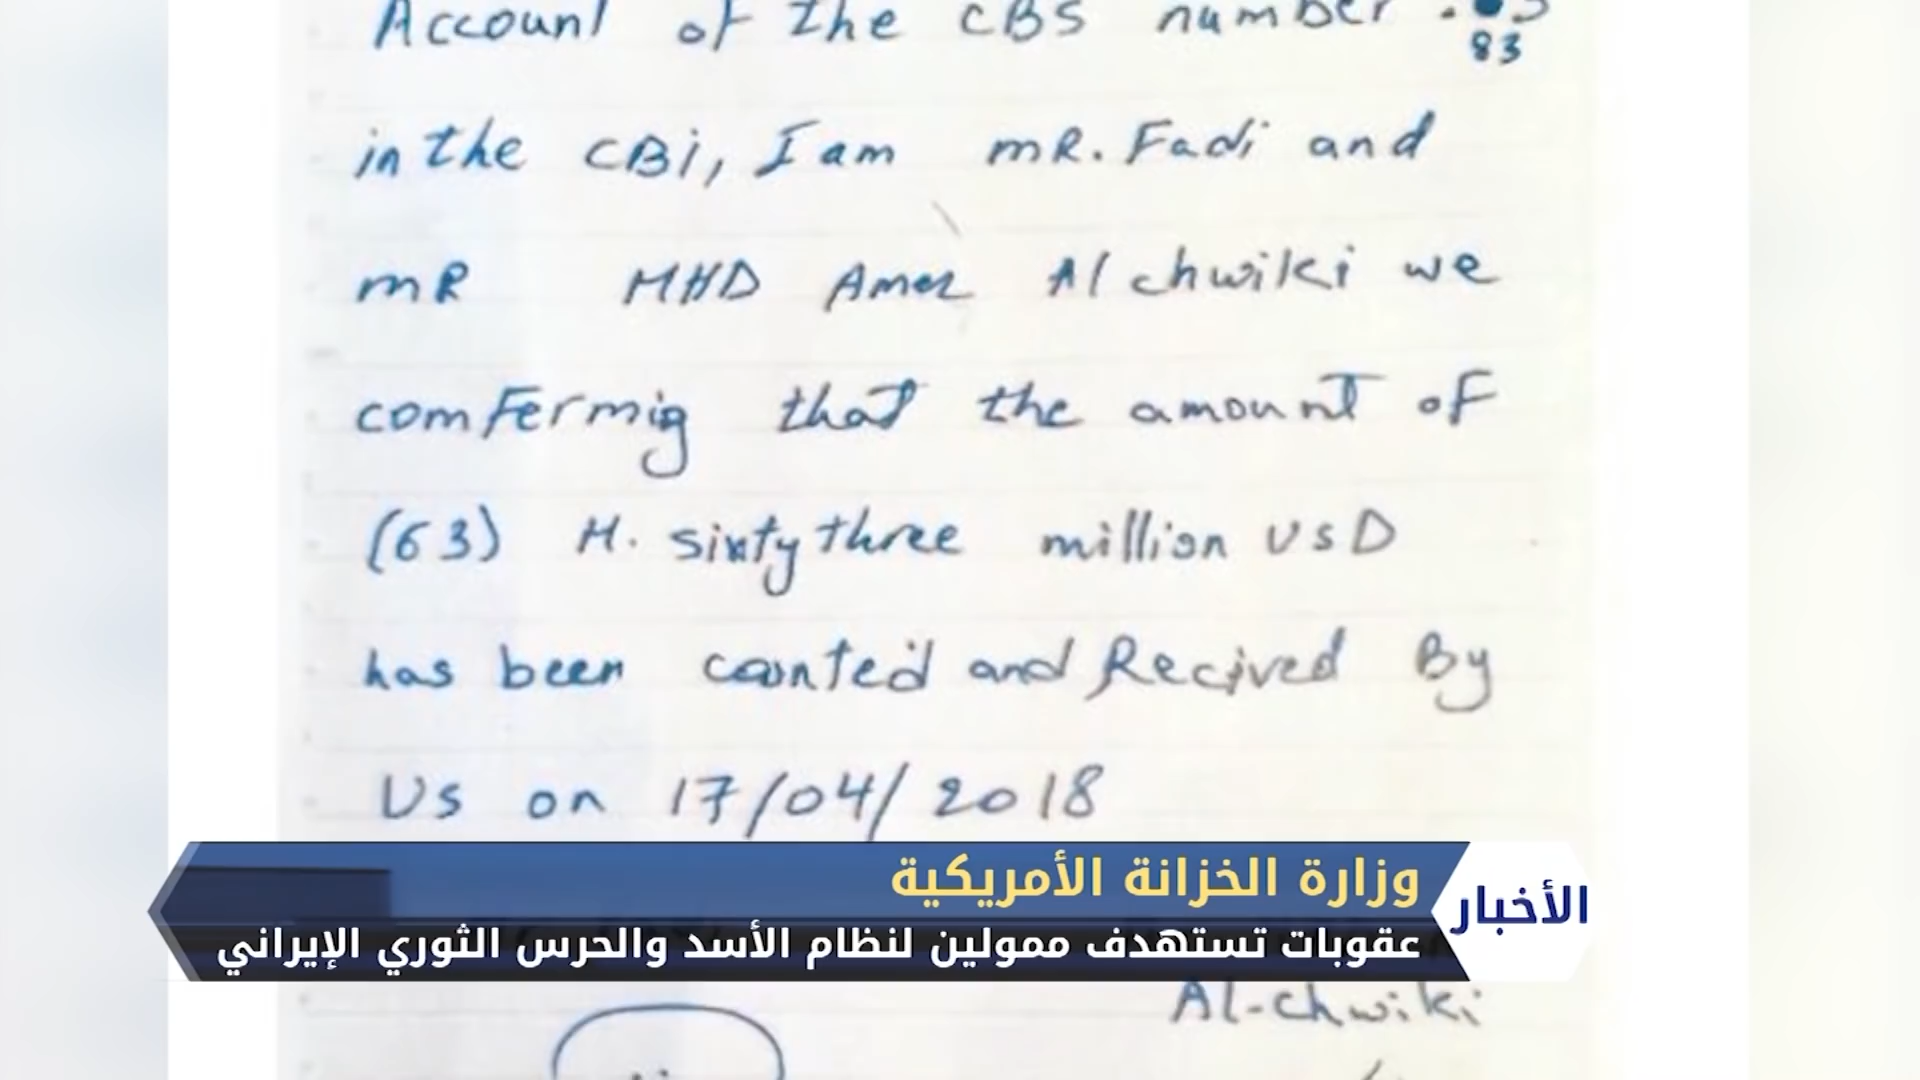 Account of the CBS number
83
in the CBi, I am mR. Fadi and
mR MHD Amer Alchwiki we
comfermig that the amount of
(63) M. sixty three million USD
has been counted and Recived By
Us on 17/04/2018
وزارة الخزانة الأمريكية
الأخبار
عقوبات تستهدف ممولين لنظام الأسد والحرس الثوري الإيراني
Al-chwiki